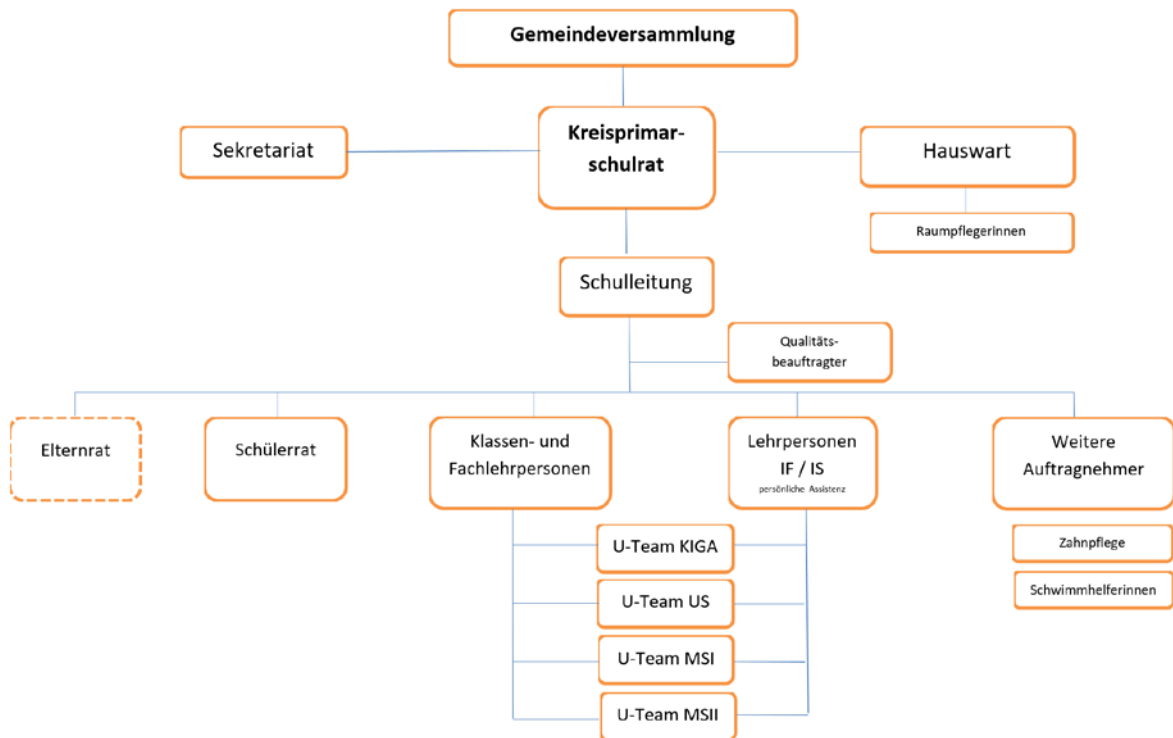 Gemeindeversammlung
Sekretariat
Kreisprimar-
schulrat
Hauswart
Raumpflegerinnen
Schulleitung
Qualitäts-
beauftragter
Elternrat
Schülerrat
Klassen- und
Fachlehrpersonen
Lehrpersonen
IF / IS
persönliche Assistenz
Weitere
Auftragnehmer
U-Team KIGA
U-Team US
U-Team MSI
U-Team MSII
Zahnpflege
Schwimmhelferinnen